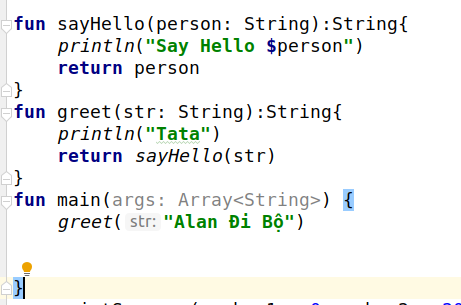 fun sayHello(person: String):String{
    println("Say Hello $person")
    return person
}
fun greet(str: String):String{
    println("Tata")
    return sayHello(str)
}
fun main(args: Array<String>) {
    greet( str: "Alan Đi Bộ")
}